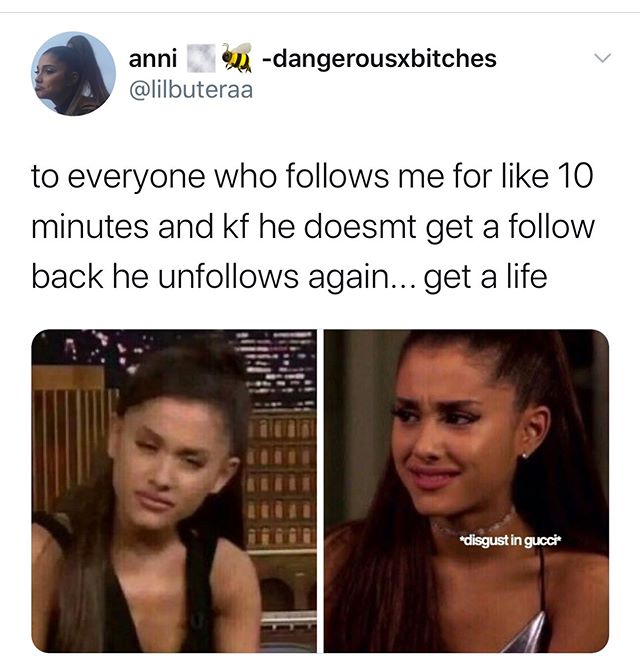 anni 🐝 -dangerousxbitches
@lilbuteraa
to everyone who follows me for like 10
minutes and kf he doesmt get a follow
back he unfollows again... get a life
*disgust in gucci*